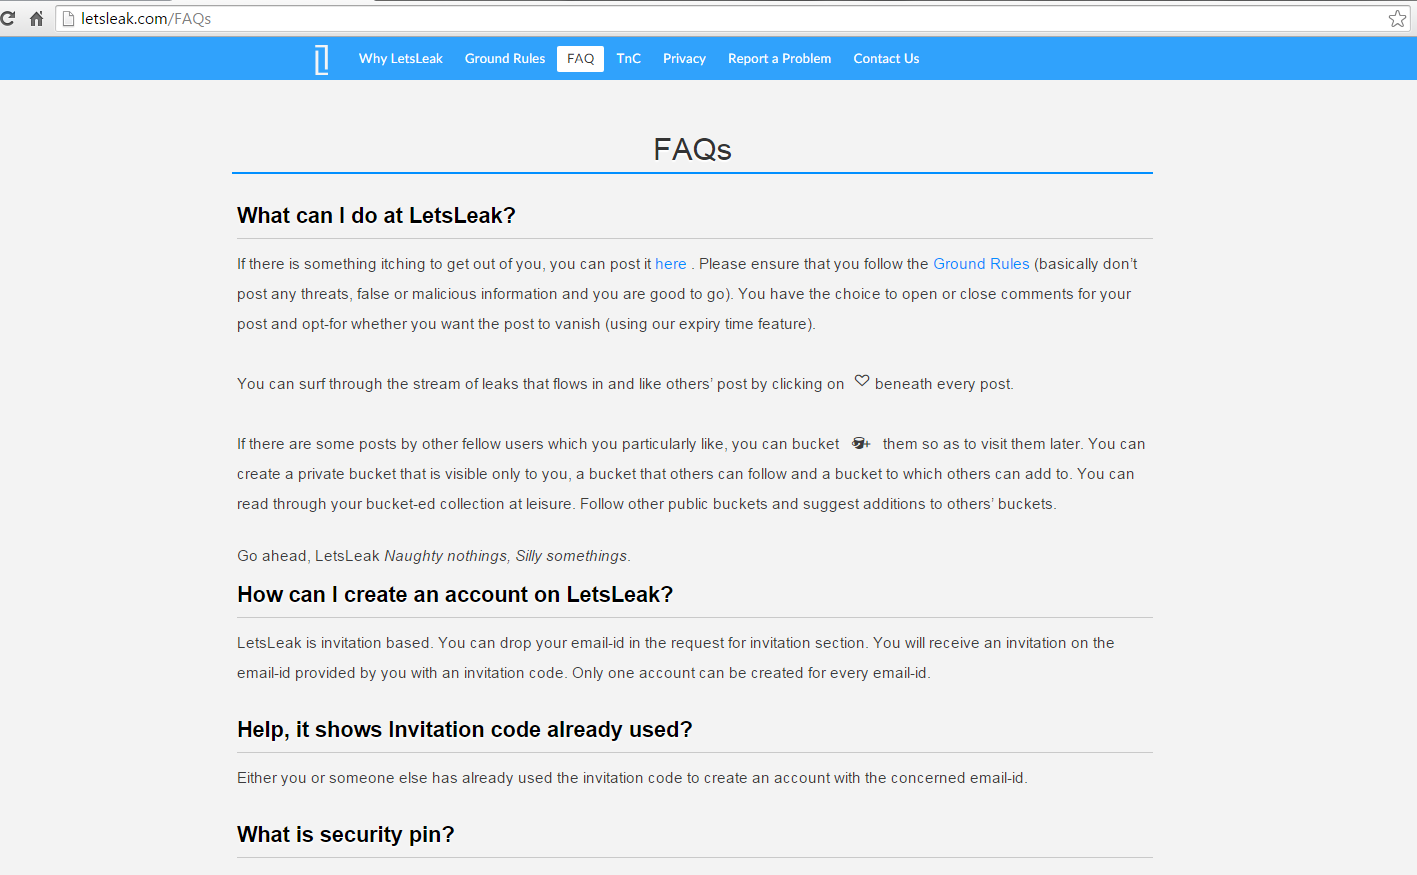 letsleak.com/FAQs
Why LetsLeak Ground Rules FAQ TnC Privacy Report a Problem Contact Us
FAQs
What can I do at LetsLeak?
If there is something itching to get out of you, you can post it here . Please ensure that you follow the Ground Rules (basically don’t
post any threats, false or malicious information and you are good to go). You have the choice to open or close comments for your
post and opt-for whether you want the post to vanish (using our expiry time feature).
You can surf through the stream of leaks that flows in and like others’ post by clicking on beneath every post.
If there are some posts by other fellow users which you particularly like, you can bucket them so as to visit them later. You can
create a private bucket that is visible only to you, a bucket that others can follow and a bucket to which others can add to. You can
read through your bucket-ed collection at leisure. Follow other public buckets and suggest additions to others’ buckets.
Go ahead, LetsLeak Naughty nothings, Silly somethings.
How can I create an account on LetsLeak?
LetsLeak is invitation based. You can drop your email-id in the request for invitation section. You will receive an invitation on the
email-id provided by you with an invitation code. Only one account can be created for every email-id.
Help, it shows Invitation code already used?
Either you or someone else has already used the invitation code to create an account with the concerned email-id.
What is security pin?